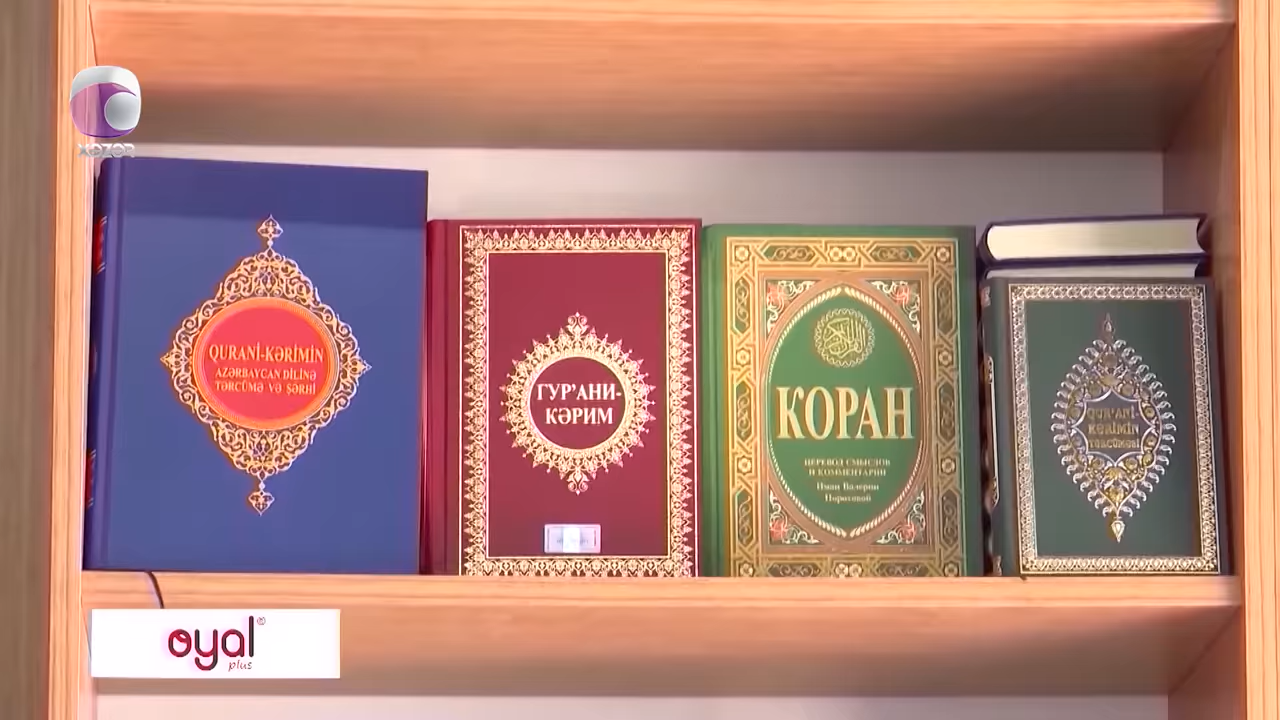 XƏZƏR
QURANİ-KƏRİMİN
AZƏRBAYCAN DİLİNƏ
TƏRCÜMƏ VƏ ŞƏRHİ
ГУР'АНИ-
КӘРИМ
КОРАН
ПЕРЕВОД СМЫСЛОВ
И КОММЕНТАРИИ
Иман Валерии
Пороховой
QUR'ANİ-
KƏRİMİN
TƏRCÜMƏSİ
oyal®
plus